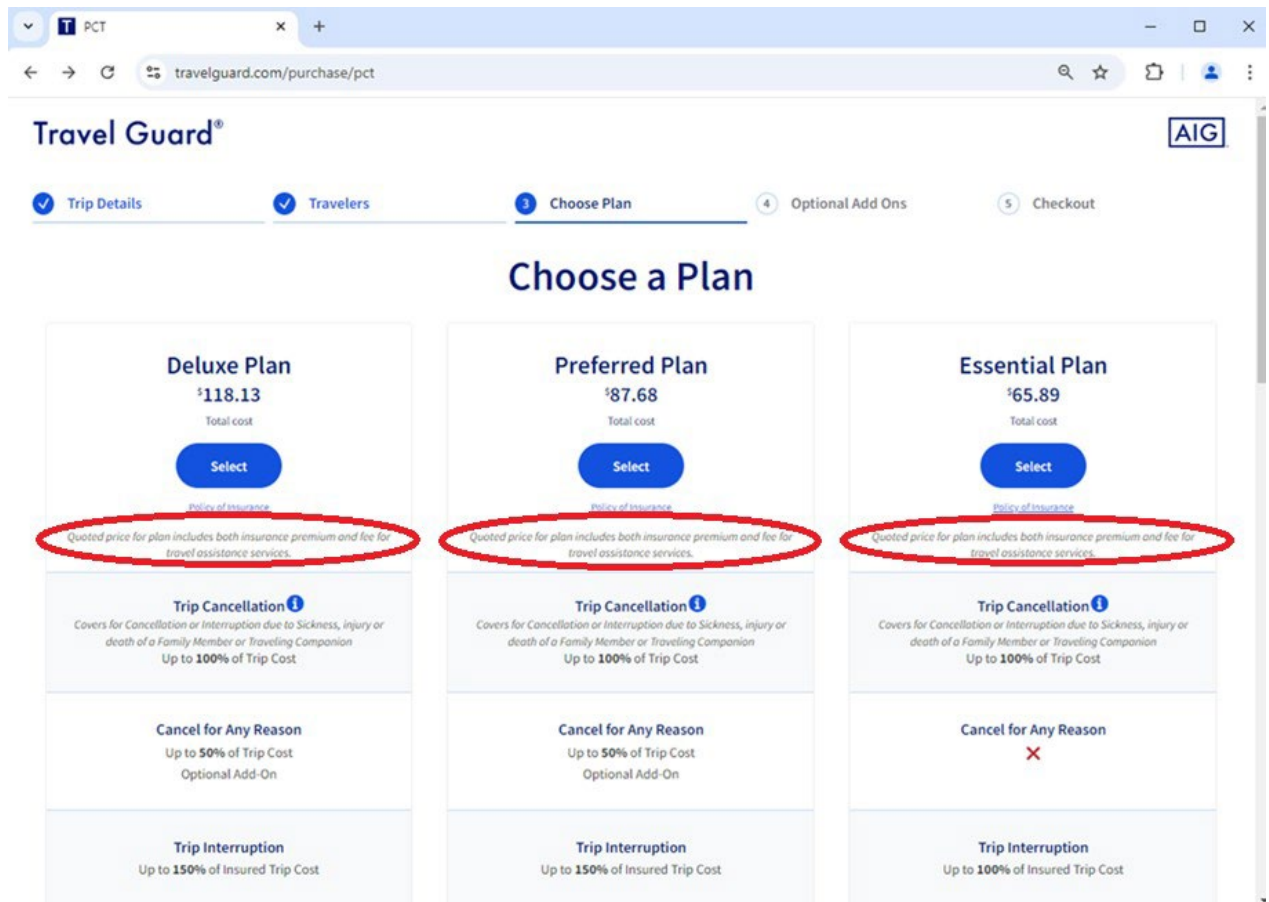 PCT
travelguard.com/purchase/pct
Travel Guard®
AIG
Trip Details
Travelers
3 Choose Plan
4 Optional Add Ons
5 Checkout
Choose a Plan
Deluxe Plan
$118.13
Total cost
Select
Policy of Insurance
Quoted price for plan includes both insurance premium and fee for
travel assistance services.
Trip Cancellation
Covers for Cancellation or Interruption due to Sickness, injury or
death of a Family Member or Traveling Companion
Up to 100% of Trip Cost
Cancel for Any Reason
Up to 50% of Trip Cost
Optional Add-On
Trip Interruption
Up to 150% of Insured Trip Cost
Preferred Plan
$87.68
Total cost
Select
Policy of Insurance
Quoted price for plan includes both insurance premium and fee for
travel assistance services.
Trip Cancellation
Covers for Cancellation or Interruption due to Sickness, injury or
death of a Family Member or Traveling Companion
Up to 100% of Trip Cost
Cancel for Any Reason
Up to 50% of Trip Cost
Optional Add-On
Trip Interruption
Up to 150% of Insured Trip Cost
Essential Plan
$65.89
Total cost
Select
Policy of Insurance
Quoted price for plan includes both insurance premium and fee for
travel assistance services.
Trip Cancellation
Covers for Cancellation or Interruption due to Sickness, injury or
death of a Family Member or Traveling Companion
Up to 100% of Trip Cost
Cancel for Any Reason
Trip Interruption
Up to 100% of Insured Trip Cost